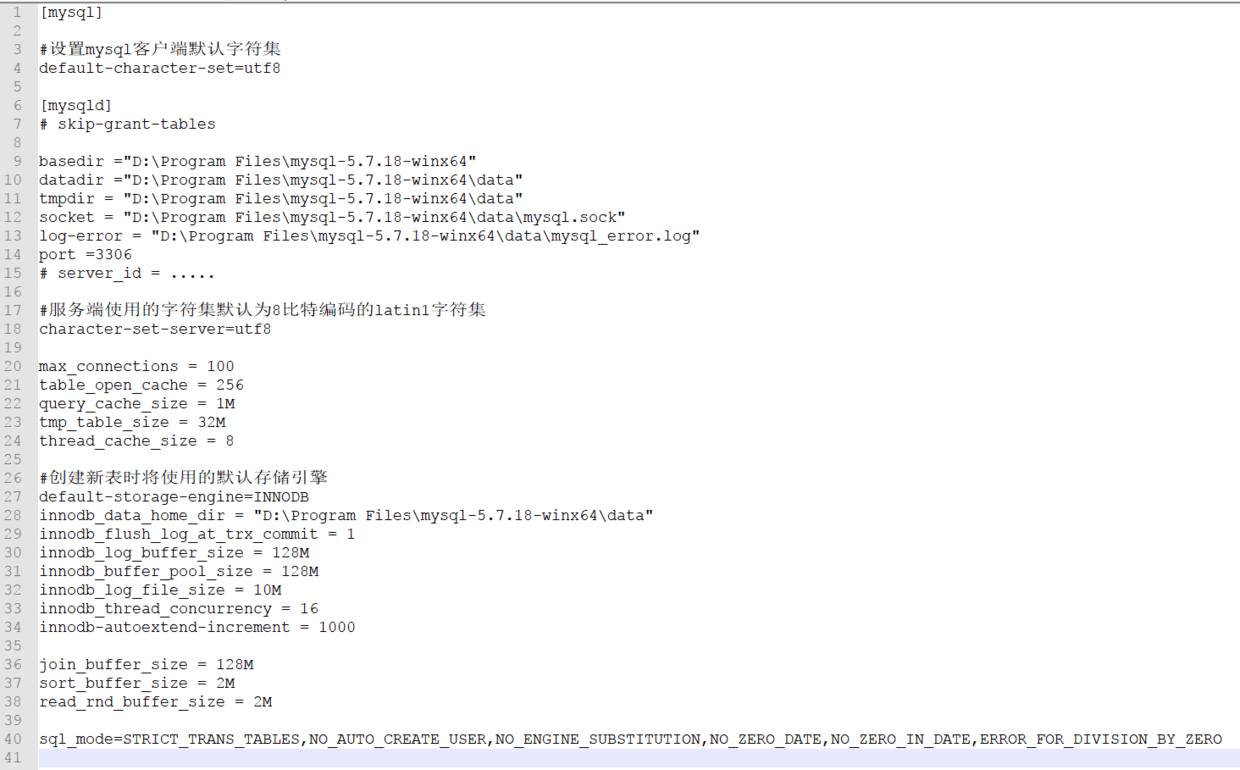 1 [mysql]
2
3 #设置mysql客户端默认字符集
4 default-character-set=utf8
5
6 [mysqld]
7 # skip-grant-tables
8
9 basedir ="D:\Program Files\mysql-5.7.18-winx64"
10 datadir ="D:\Program Files\mysql-5.7.18-winx64\data"
11 tmpdir = "D:\Program Files\mysql-5.7.18-winx64\data"
12 socket = "D:\Program Files\mysql-5.7.18-winx64\data\mysql.sock"
13 log-error = "D:\Program Files\mysql-5.7.18-winx64\data\mysql_error.log"
14 port =3306
15 # server_id = .....
16
17 #服务端使用的字符集默认为8比特编码的latin1字符集
18 character-set-server=utf8
19
20 max_connections = 100
21 table_open_cache = 256
22 query_cache_size = 1M
23 tmp_table_size = 32M
24 thread_cache_size = 8
25
26 #创建新表时将使用的默认存储引擎
27 default-storage-engine=INNODB
28 innodb_data_home_dir = "D:\Program Files\mysql-5.7.18-winx64\data"
29 innodb_flush_log_at_trx_commit = 1
30 innodb_log_buffer_size = 128M
31 innodb_buffer_pool_size = 128M
32 innodb_log_file_size = 10M
33 innodb_thread_concurrency = 16
34 innodb-autoextend-increment = 1000
35
36 join_buffer_size = 128M
37 sort_buffer_size = 2M
38 read_rnd_buffer_size = 2M
39
40 sql_mode=STRICT_TRANS_TABLES,NO_AUTO_CREATE_USER,NO_ENGINE_SUBSTITUTION,NO_ZERO_DATE,NO_ZERO_IN_DATE,ERROR_FOR_DIVISION_BY_ZERO
41